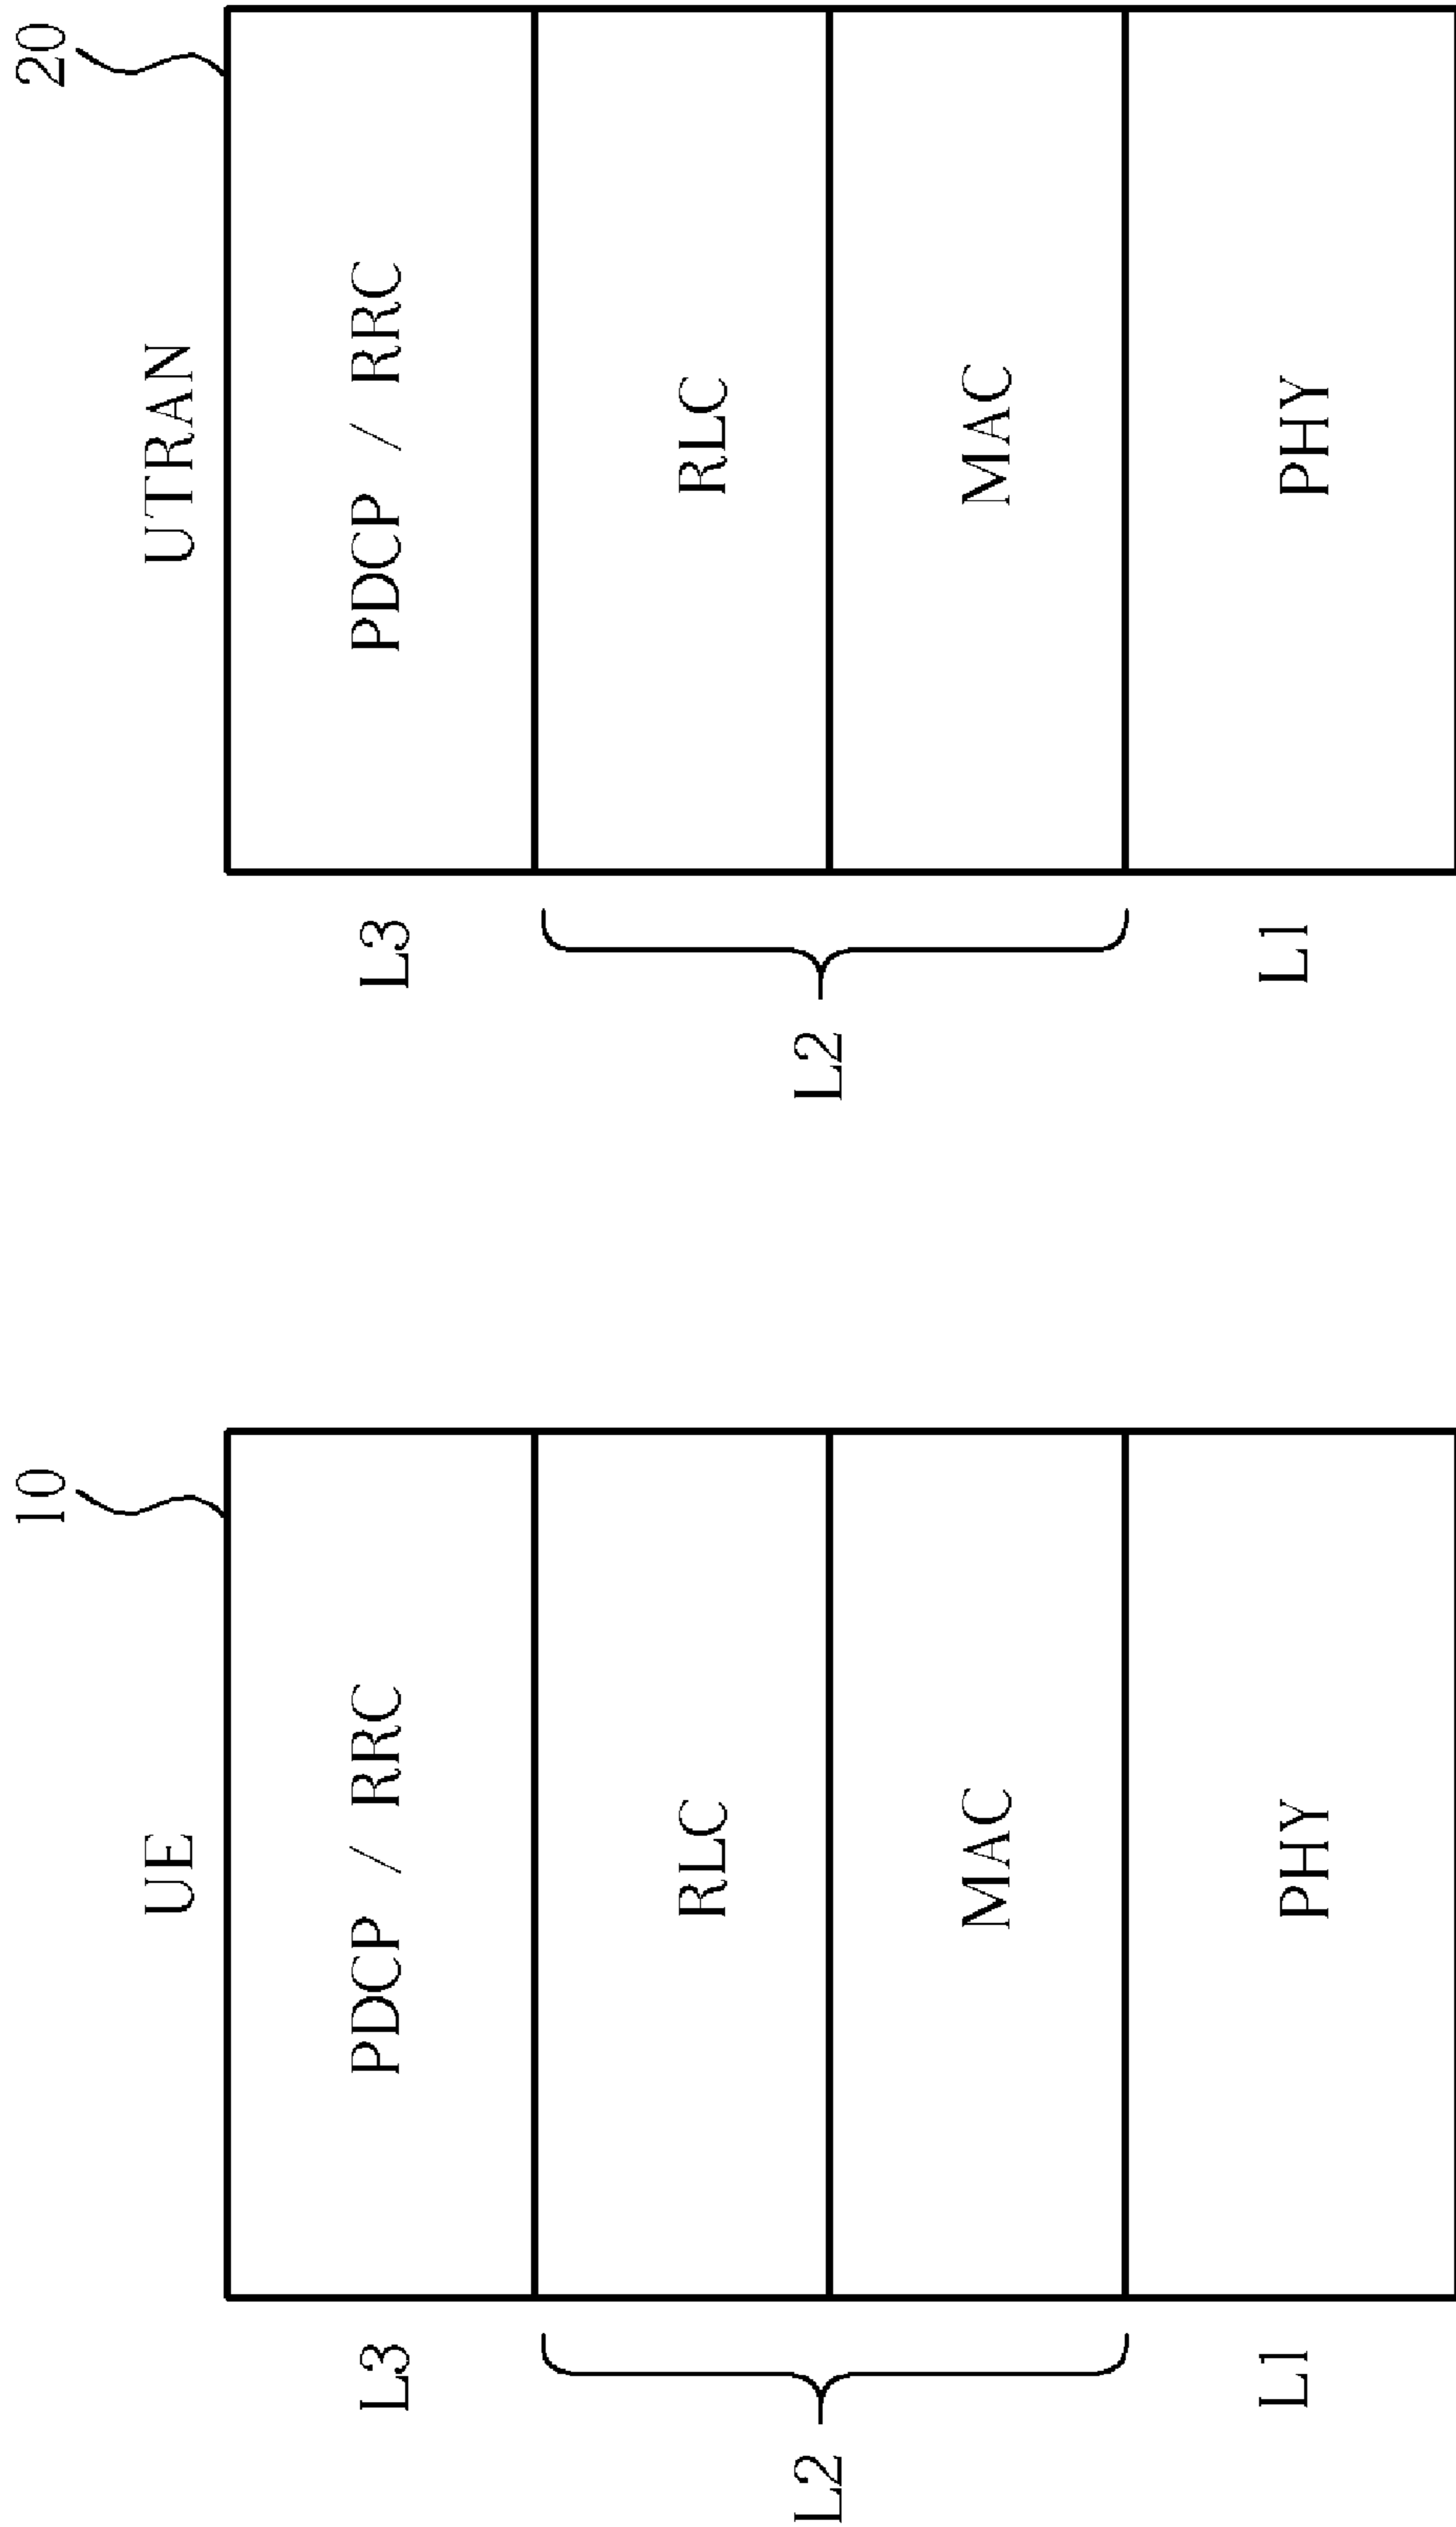 10
UE
L3
PDCP / RRC
L2
RLC
MAC
L1
PHY
20
UTRAN
L3
PDCP / RRC
L2
RLC
MAC
L1
PHY